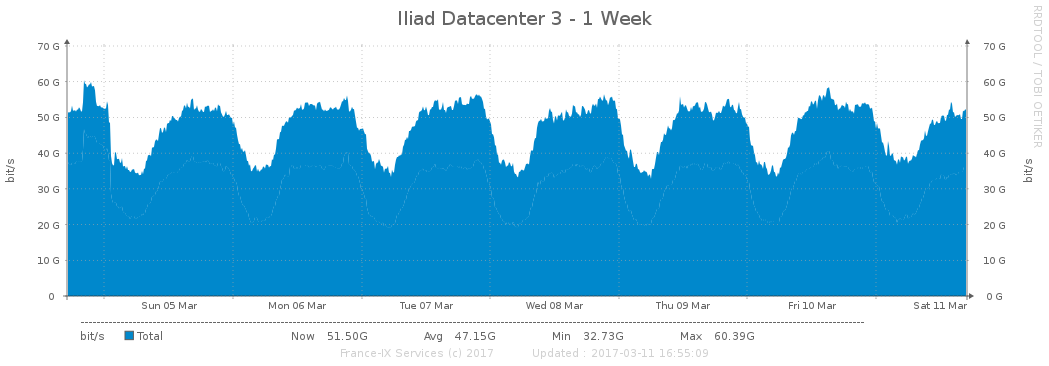 Iliad Datacenter 3 - 1 Week
RRDTOOL / TOBI OETIKER
70 G 70 G
60 G 60 G
50 G 50 G
40 G 40 G
30 G 30 G
20 G 20 G
10 G 10 G
0 0 G
bit/s bit/s
Sun 05 Mar Mon 06 Mar Tue 07 Mar Wed 08 Mar Thu 09 Mar Fri 10 Mar Sat 11 Mar
bit/s Total Now 51.50G Avg 47.15G Min 32.73G Max 60.39G
France-IX Services (c) 2017 Updated : 2017-03-11 16:55:09